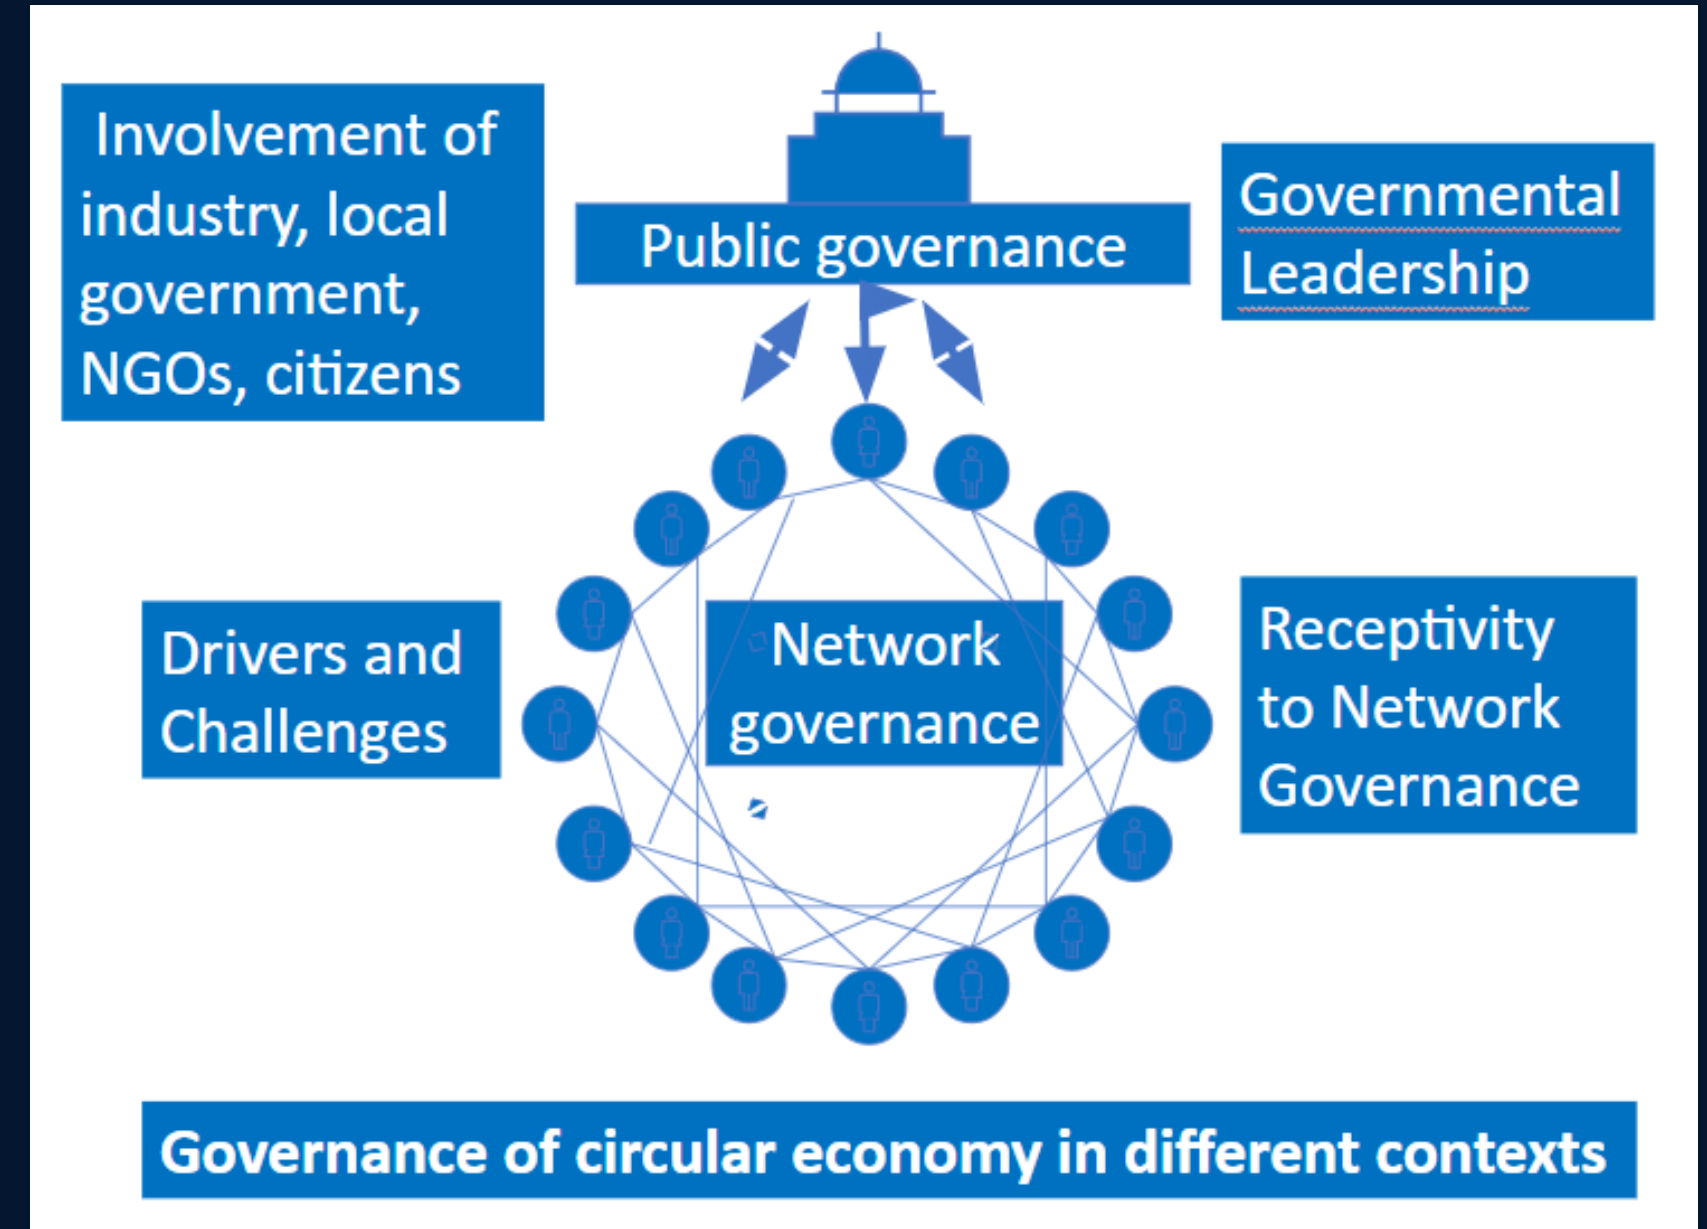 Involvement of
industry, local
government,
NGOs, citizens
Public governance
Governmental
Leadership
Drivers and
Challenges
Network
governance
Receptivity
to Network
Governance
Governance of circular economy in different contexts